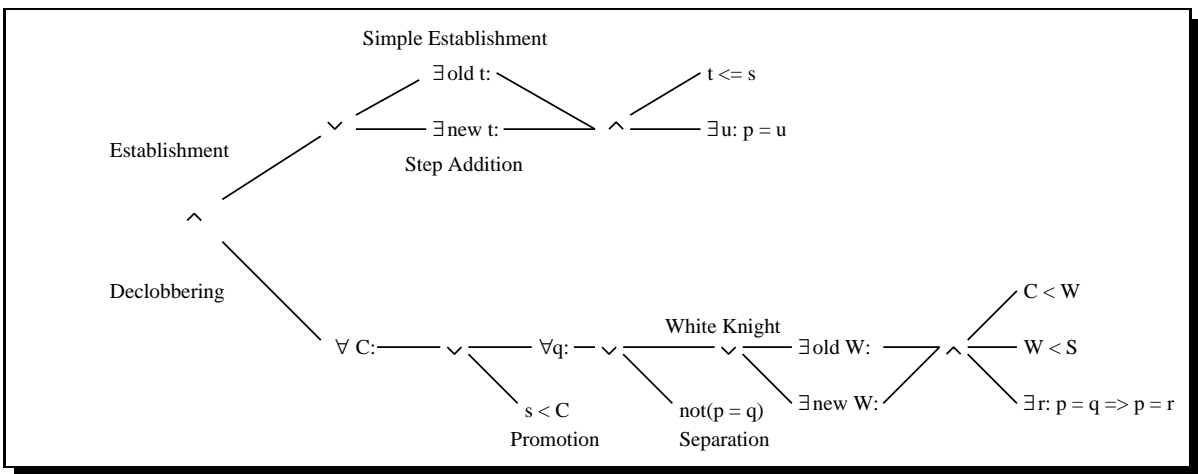 Simple Establishment
∃ old t:
t <= s
∨
∃ new t:
∧
∃ u: p = u
Establishment
Step Addition
∧
Declobbering
C < W
White Knight
∀ C:
∨
∀q:
∨
∨
∃ old W:
∧
W < S
s < C
not(p = q)
∃ new W:
∃ r: p = q => p = r
Promotion
Separation